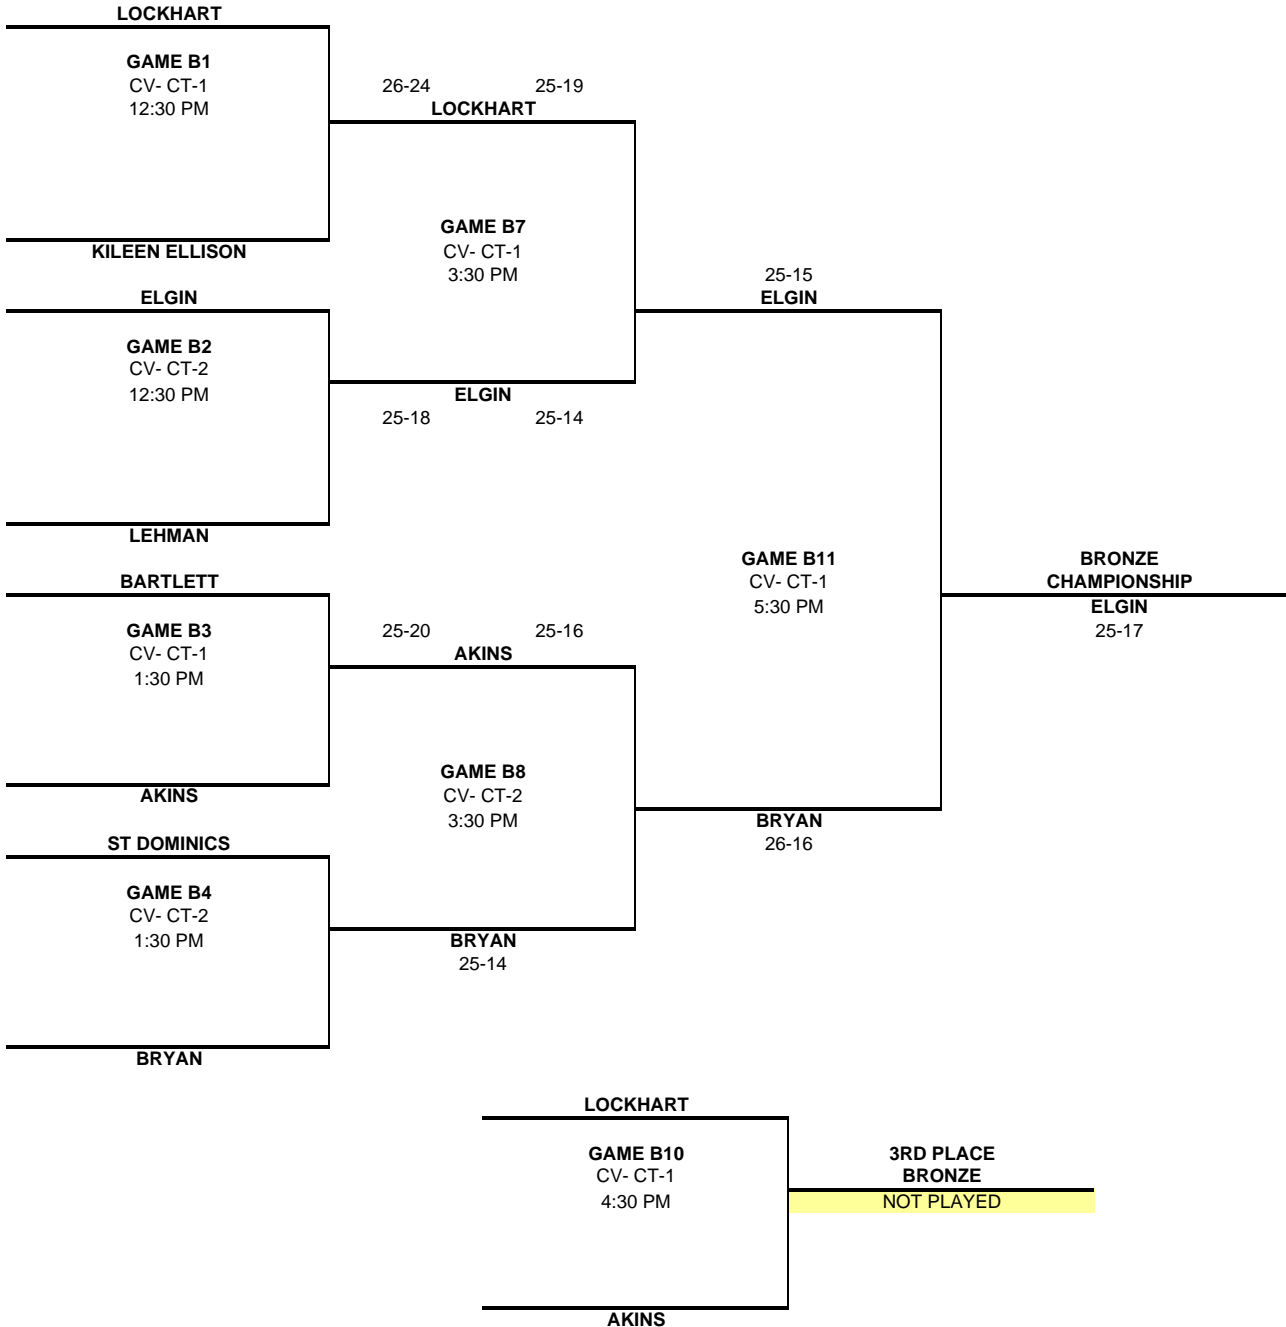 LOCKHART
GAME B1
CV- CT-1
12:30 PM
26-24 25-19
LOCKHART
KILEEN ELLISON
GAME B7
CV- CT-1
3:30 PM
ELGIN
25-15
ELGIN
GAME B2
CV- CT-2
12:30 PM
ELGIN
25-18 25-14
LEHMAN
BARTLETT
GAME B11
CV- CT-1
5:30 PM
BRONZE
CHAMPIONSHIP
ELGIN
25-17
GAME B3
CV- CT-1
1:30 PM
25-20 25-16
AKINS
AKINS
GAME B8
CV- CT-2
3:30 PM
BRYAN
26-16
ST DOMINICS
GAME B4
CV- CT-2
1:30 PM
BRYAN
25-14
BRYAN
LOCKHART
GAME B10
CV- CT-1
4:30 PM
3RD PLACE
BRONZE
NOT PLAYED
AKINS